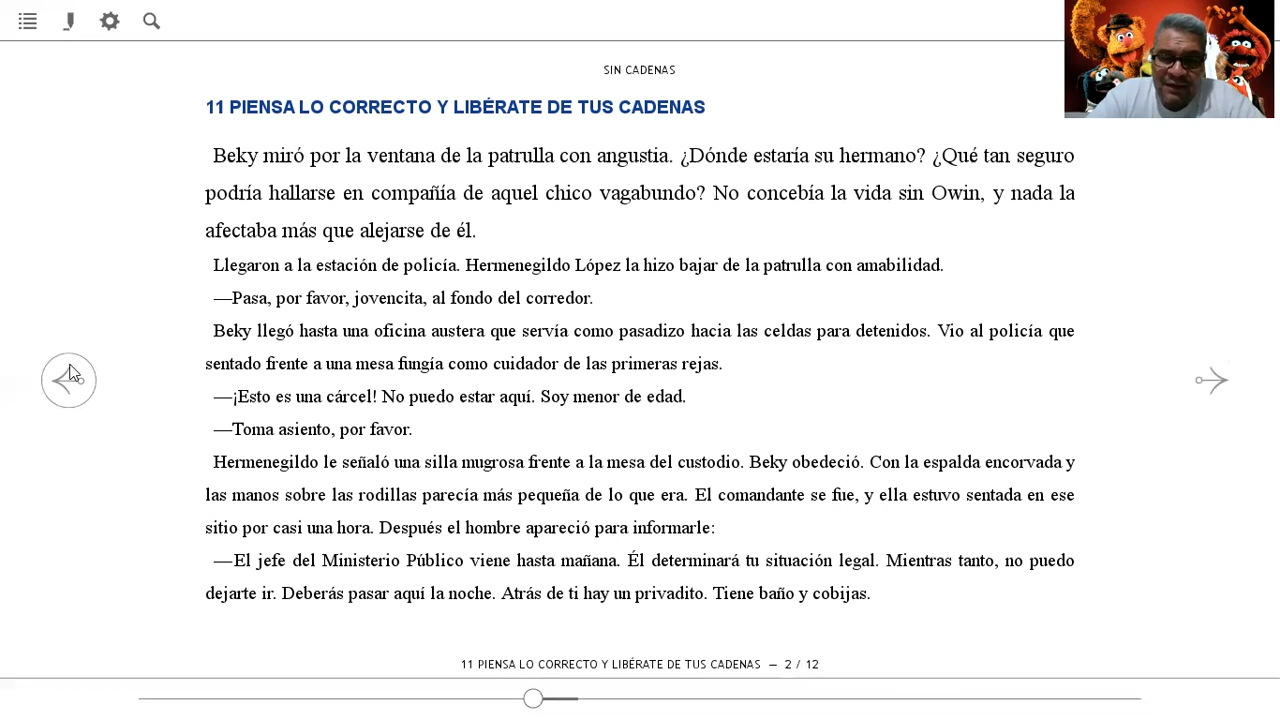 SIN CADENAS
11 PIENSA LO CORRECTO Y LIBÉRATE DE TUS CADENAS
Beky miró por la ventana de la patrulla con angustia. ¿Dónde estaría su hermano? ¿Qué tan seguro
podría hallarse en compañía de aquel chico vagabundo? No concebía la vida sin Owin, y nada la
afectaba más que alejarse de él.
Llegaron a la estación de policía. Hermenegildo López la hizo bajar de la patrulla con amabilidad.
—Pasa, por favor, jovencita, al fondo del corredor.
Beky llegó hasta una oficina austera que servía como pasadizo hacia las celdas para detenidos. Vio al policía que
sentado frente a una mesa fungía como cuidador de las primeras rejas.
—¡Esto es una cárcel! No puedo estar aquí. Soy menor de edad.
—Toma asiento, por favor.
Hermenegildo le señaló una silla mugrosa frente a la mesa del custodio. Beky obedeció. Con la espalda encorvada y
las manos sobre las rodillas parecía más pequeña de lo que era. El comandante se fue, y ella estuvo sentada en ese
sitio por casi una hora. Después el hombre apareció para informarle:
—El jefe del Ministerio Público viene hasta mañana. Él determinará tu situación legal. Mientras tanto, no puedo
dejarte ir. Deberás pasar aquí la noche. Atrás de ti hay un privadito. Tiene baño y cobijas.
11 PIENSA LO CORRECTO Y LIBÉRATE DE TUS CADENAS — 2 / 12